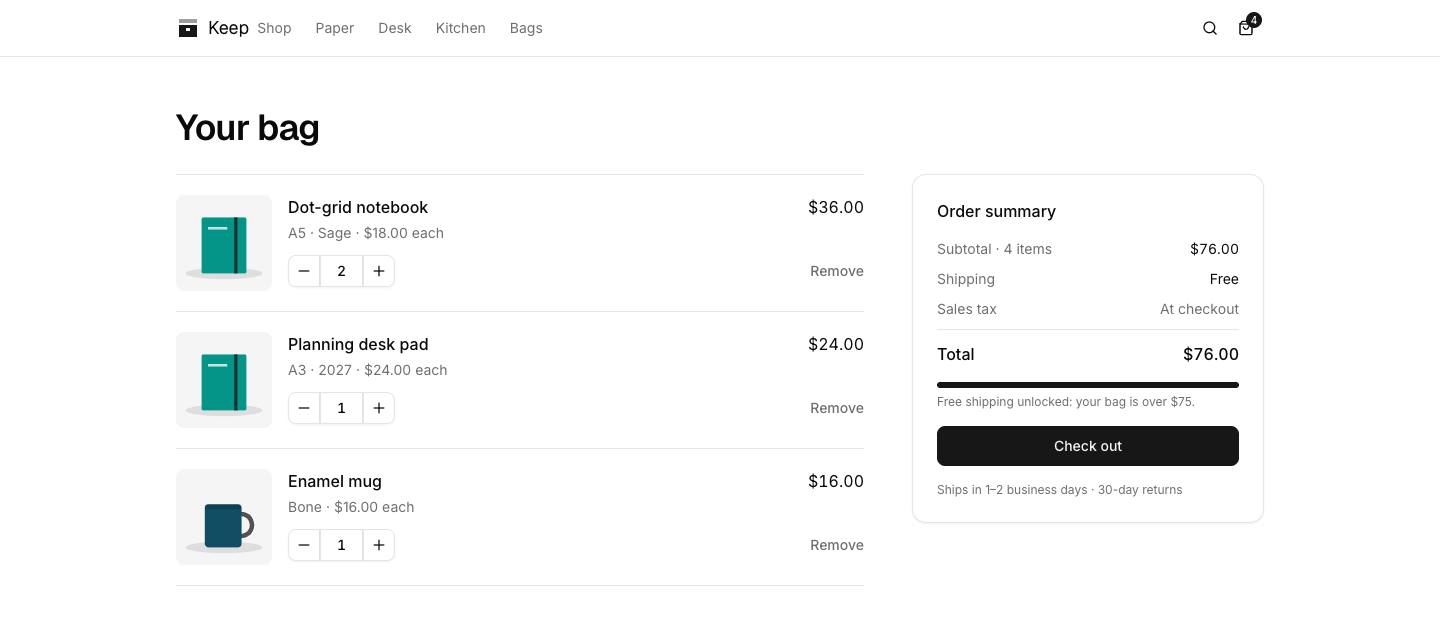 Keep Shop Paper Desk Kitchen Bags 4
Your bag
Dot-grid notebook $36.00
A5 · Sage · $18.00 each
2 Remove
Planning desk pad $24.00
A3 · 2027 · $24.00 each
1 Remove
Enamel mug $16.00
Bone · $16.00 each
1 Remove
Order summary
Subtotal · 4 items $76.00
Shipping Free
Sales tax At checkout
Total $76.00
Free shipping unlocked: your bag is over $75.
Check out
Ships in 1–2 business days · 30-day returns